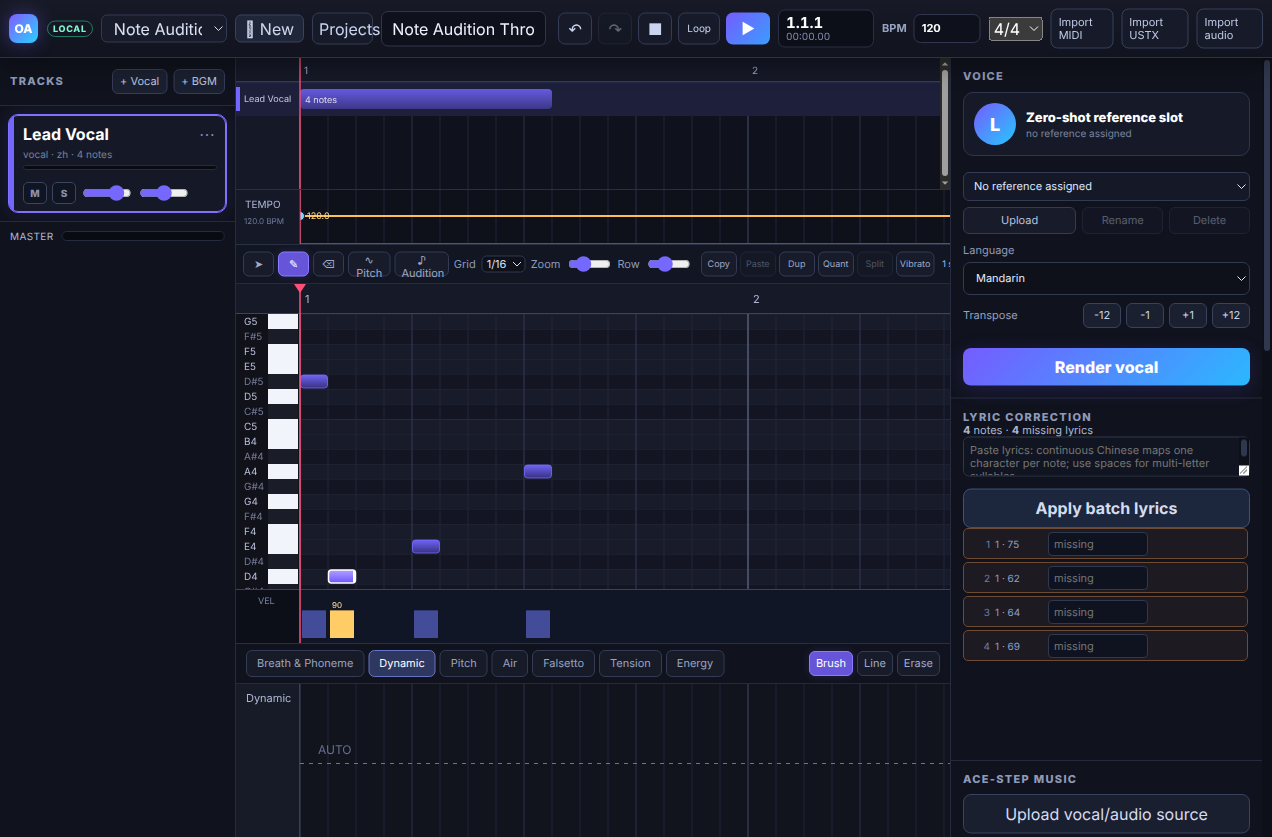 OA LOCAL Note Auditic New Projects Note Audition Thro Loop 1.1.1 00:00.00 BPM 120 4/4 Import MIDI Import USTX Import audio
TRACKS + Vocal + BGM
Lead Vocal ...
vocal · zh · 4 notes
M S
MASTER
1 2
Lead Vocal 4 notes
TEMPO
120.0 BPM 120.0
Pitch Audition Grid 1/16 Zoom Row Copy Paste Dup Quant Split Vibrato
1 2
G5
F#5
F5
E5
D#5
D5
C#5
C5
B4
A#4
A4
G#4
G4
F#4
F4
E4
D#4
D4
VEL 90
Breath & Phoneme Dynamic Pitch Air Falsetto Tension Energy Brush Line Erase
Dynamic
AUTO
VOICE
L Zero-shot reference slot
no reference assigned
No reference assigned
Upload Rename Delete
Language
Mandarin
Transpose -12 -1 +1 +12
Render vocal
LYRIC CORRECTION
4 notes · 4 missing lyrics
Paste lyrics: continuous Chinese maps one
character per note; use spaces for multi-letter
Apply batch lyrics
1 1 · 75 missing
2 1 · 62 missing
3 1 · 64 missing
4 1 · 69 missing
ACE-STEP MUSIC
Upload vocal/audio source